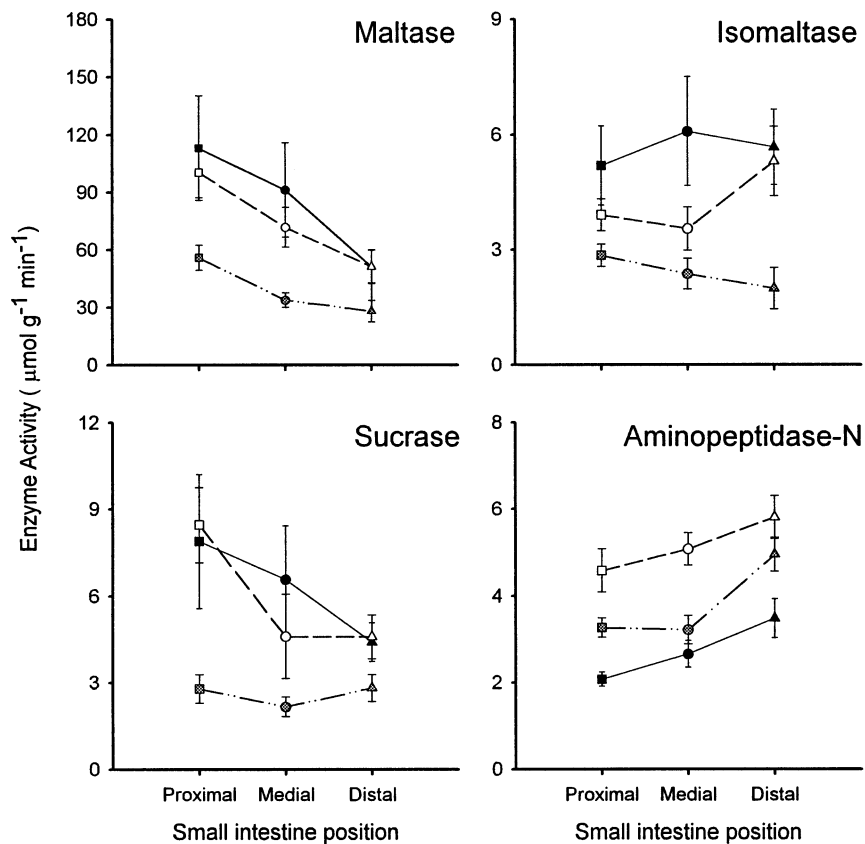 Maltase
180
150
120
90
60
30
0
Isomaltase
9
6
3
0
Enzyme Activity ( μmol g⁻¹ min⁻¹)
Sucrase
12
9
6
3
0
Proximal Medial Distal
Small intestine position
Aminopeptidase-N
8
6
4
2
0
Proximal Medial Distal
Small intestine position